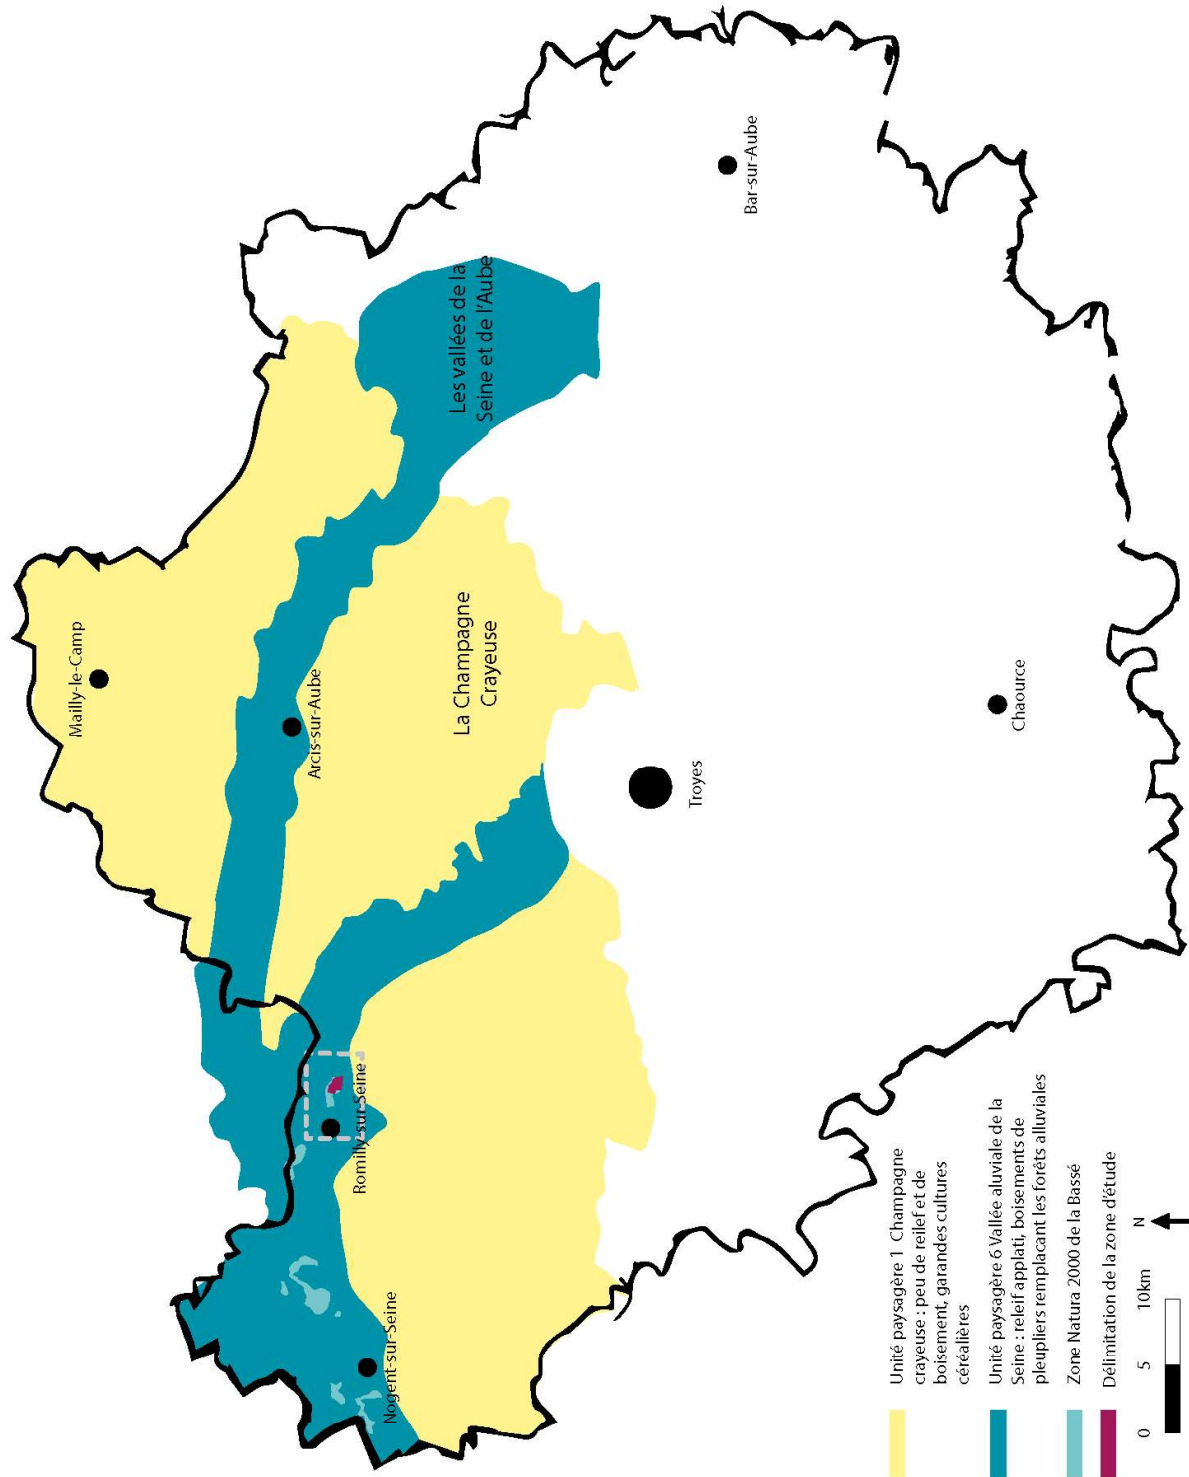 Mailly-le-Camp
Arcis-sur-Aube
Les vallées de la
Seine et de l'Aube
La Champagne
Crayeuse
Bar-sur-Aube
Romilly-sur-Seine
Nogent-sur-Seine
Troyes
Chaource
Unité paysagère 1 Champagne
crayeuse : peu de reilef et de
boisement, garandes cultures
céréalières
Unité paysagère 6 Vallée aluviale de la
Seine : releif applati, boisements de
pleupliers remplacant les forêts alluviales
Zone Natura 2000 de la Bassé
Délimitation de la zone d'étude
0 5 10km
N